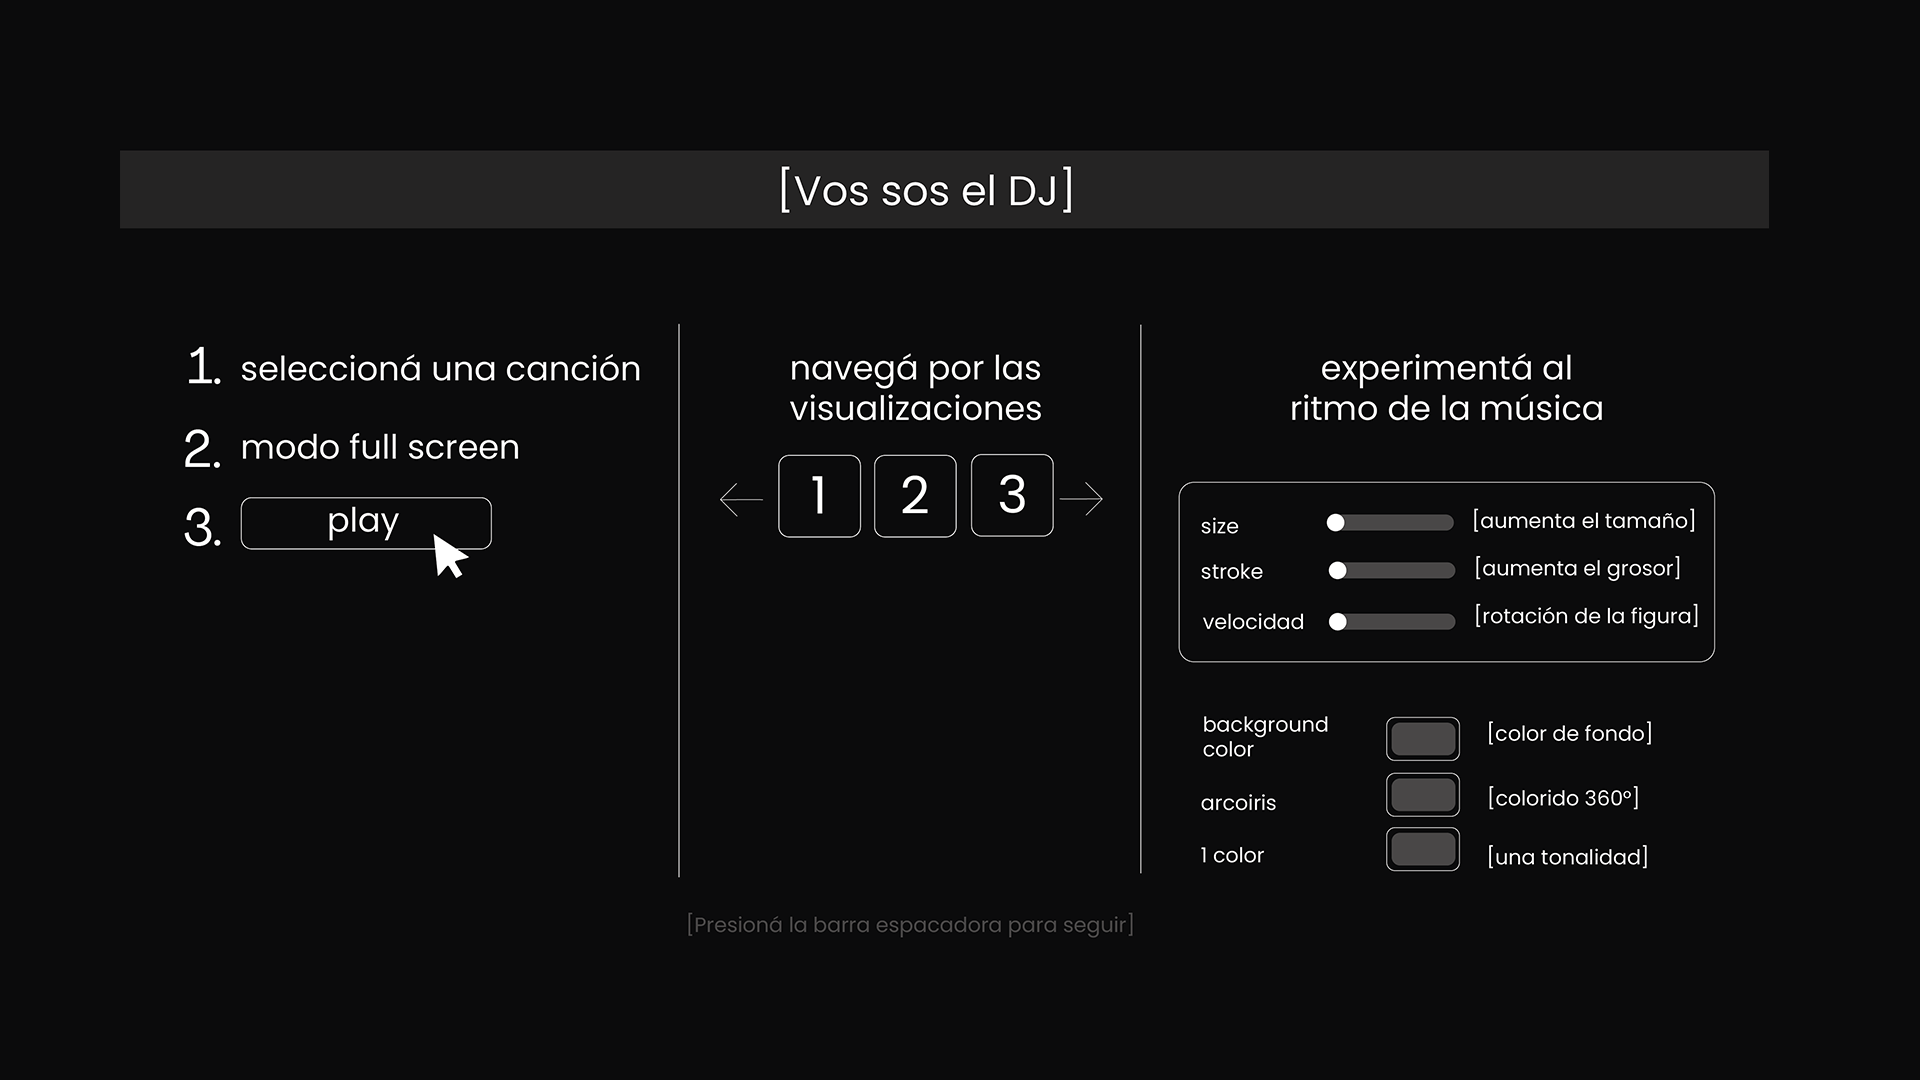 [Vos sos el DJ]
1. seleccioná una canción
2. modo full screen
3. play
navegá por las
visualizaciones
1 2 3
experimentá al
ritmo de la música
size [aumenta el tamaño]
stroke [aumenta el grosor]
velocidad [rotación de la figura]
background
color [color de fondo]
arcoiris [colorido 360º]
1 color [una tonalidad]
[Presioná la barra espacadora para seguir]